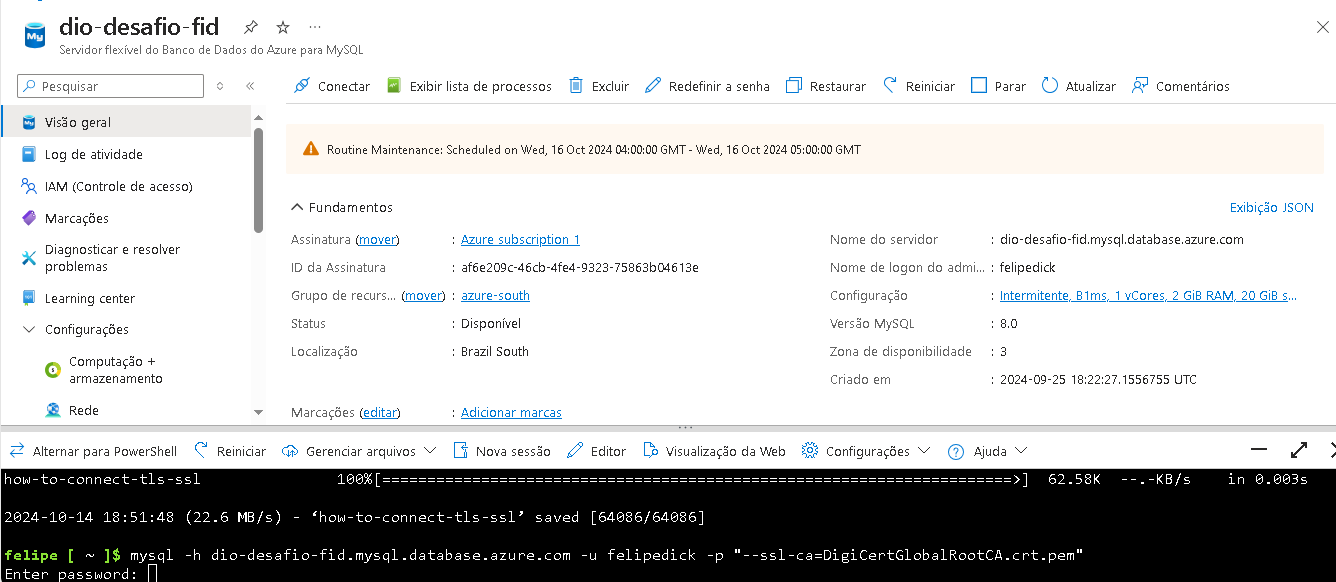 dio-desafio-fid
Servidor flexível do Banco de Dados do Azure para MySQL
Pesquisar
Conectar Exibir lista de processos Excluir Redefinir a senha Restaurar Reiniciar Parar Atualizar Comentários
Visão geral
Log de atividade
IAM (Controle de acesso)
Marcações
Diagnosticar e resolver
problemas
Learning center
Configurações
Computação +
armazenamento
Rede
Routine Maintenance: Scheduled on Wed, 16 Oct 2024 04:00:00 GMT - Wed, 16 Oct 2024 05:00:00 GMT
Fundamentos Exibição JSON
Assinatura (mover) : Azure subscription 1
ID da Assinatura : af6e209c-46cb-4fe4-9323-75863b04613e
Grupo de recurs... (mover) : azure-south
Status : Disponível
Localização : Brazil South
Marcações (editar) : Adicionar marcas
Nome do servidor : dio-desafio-fid.mysql.database.azure.com
Nome de logon do admi... : felipedick
Configuração : Intermitente, B1ms, 1 vCores, 2 GiB RAM, 20 GiB s...
Versão MySQL : 8.0
Zona de disponibilidade : 3
Criado em : 2024-09-25 18:22:27.1556755 UTC
Alternar para PowerShell Reiniciar Gerenciar arquivos Nova sessão Editor Visualização da Web Configurações Ajuda
how-to-connect-tls-ssl 100%[===================================================================>] 62.58K --.-KB/s in 0.003s
2024-10-14 18:51:48 (22.6 MB/s) - ‘how-to-connect-tls-ssl’ saved [64086/64086]
felipe [ ~ ]$ mysql -h dio-desafio-fid.mysql.database.azure.com -u felipedick -p "--ssl-ca=DigiCertGlobalRootCA.crt.pem"
Enter password: